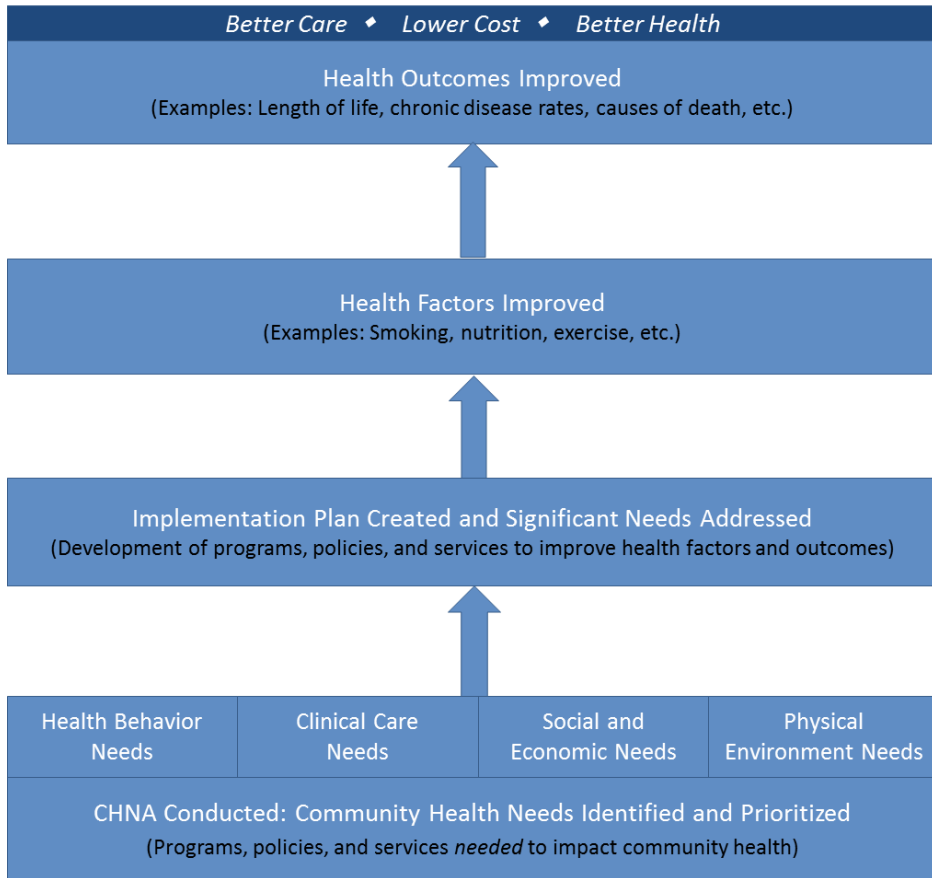 Better Care ◆ Lower Cost ◆ Better Health
Health Outcomes Improved
(Examples: Length of life, chronic disease rates, causes of death, etc.)
Health Factors Improved
(Examples: Smoking, nutrition, exercise, etc.)
Implementation Plan Created and Significant Needs Addressed
(Development of programs, policies, and services to improve health factors and outcomes)
Health Behavior
Needs
Clinical Care
Needs
Social and
Economic Needs
Physical
Environment Needs
CHNA Conducted: Community Health Needs Identified and Prioritized
(Programs, policies, and services needed to impact community health)